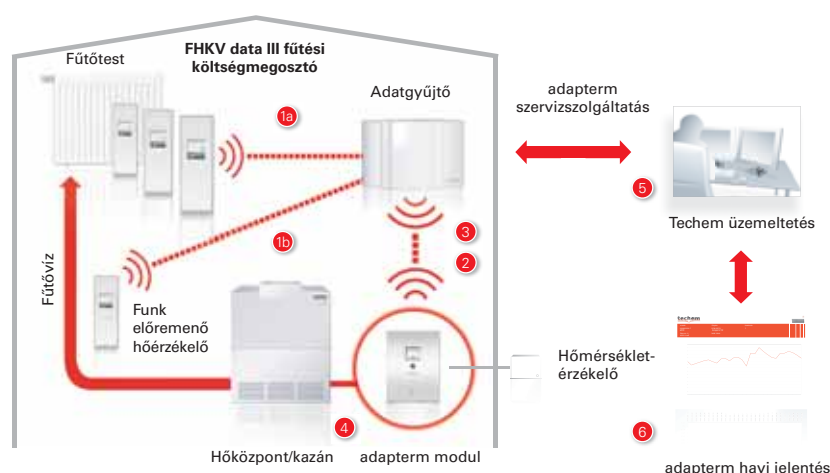 Fűtőtest
FHKV data III fűtési
költségmegosztó
Adatgyűjtő
1a
adapterm
szervizszolgáltatás
5
Techem üzemeltetés
1b
3
2
Fűtővíz
Funk
előremenő
hőérzékelő
techem
Hőmérséklet-
érzékelő
4
6
Hőközpont/kazán
adapterm modul
adapterm havi jelentés